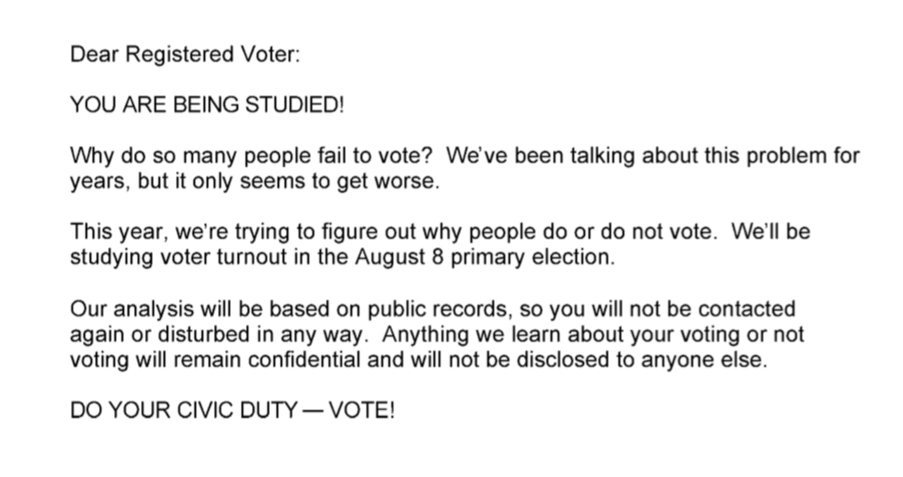 Dear Registered Voter:
YOU ARE BEING STUDIED!
Why do so many people fail to vote?  We've been talking about this problem for
years, but it only seems to get worse.
This year, we're trying to figure out why people do or do not vote.  We'll be
studying voter turnout in the August 8 primary election.
Our analysis will be based on public records, so you will not be contacted
again or disturbed in any way.  Anything we learn about your voting or not
voting will remain confidential and will not be disclosed to anyone else.
DO YOUR CIVIC DUTY — VOTE!